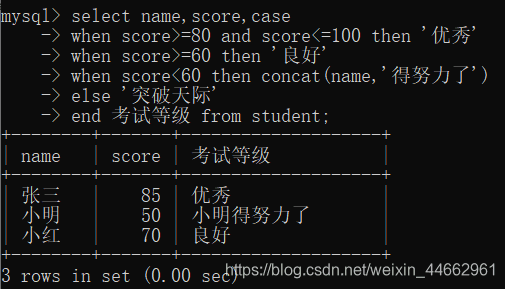 mysql> select name,score,case
-> when score>=80 and score<=100 then '优秀'
-> when score>=60 then '良好'
-> when score<60 then concat(name,'得努力了')
-> else '突破天际'
-> end 考试等级 from student;
+--------+-------+--------------------+
| name | score | 考试等级 |
+--------+-------+--------------------+
| 张三 | 85 | 优秀 |
| 小明 | 50 | 小明得努力了 |
| 小红 | 70 | 良好 |
+--------+-------+--------------------+
3 rows in set (0.00 sec)
https://blog.csdn.net/weixin_44662961